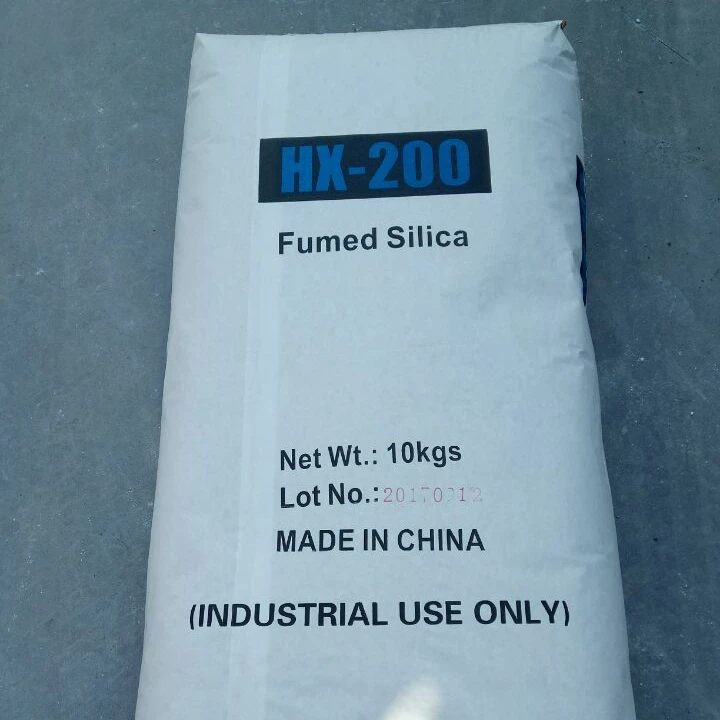 HX-200
Fumed Silica
Net Wt.: 10kgs
Lot No.:
MADE IN CHINA
(INDUSTRIAL USE ONLY)